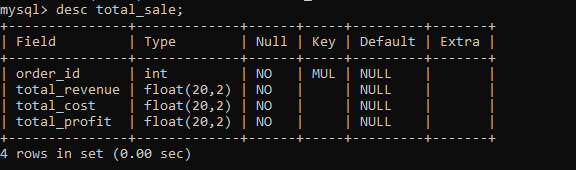 mysql> desc total_sale;
+---------------+-------------+------+-----+---------+-------+
| Field         | Type        | Null | Key | Default | Extra |
+---------------+-------------+------+-----+---------+-------+
| order_id      | int         | NO   | MUL | NULL    |       |
| total_revenue | float(20,2) | NO   |     | NULL    |       |
| total_cost    | float(20,2) | NO   |     | NULL    |       |
| total_profit  | float(20,2) | NO   |     | NULL    |       |
+---------------+-------------+------+-----+---------+-------+
4 rows in set (0.00 sec)